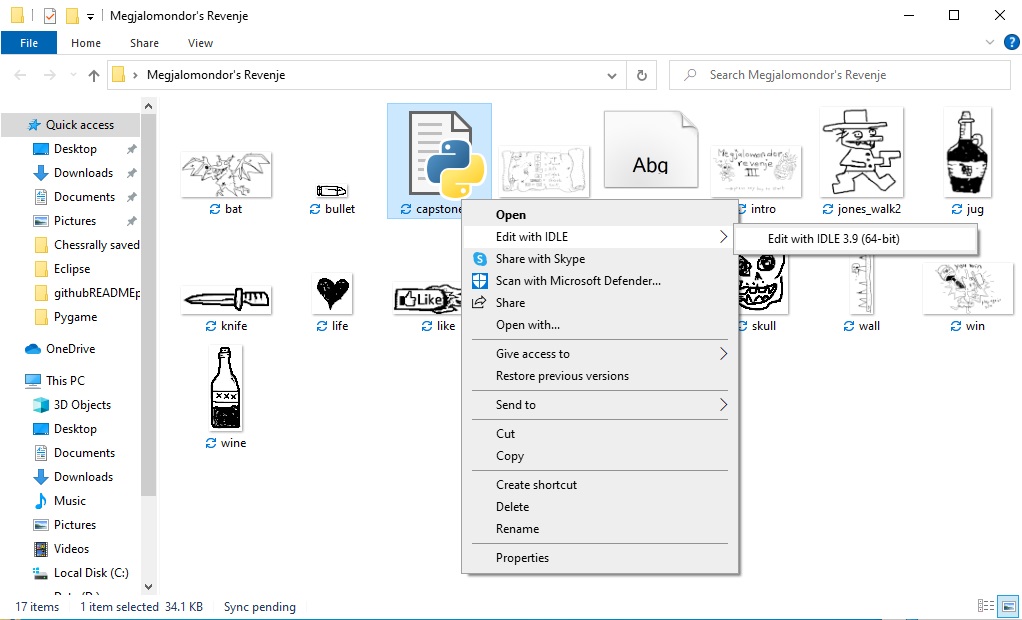 Megjalomondor's Revenje
File Home Share View
Megjalomondor's Revenje
Search Megjalomondor's Revenje
Quick access
Desktop
Downloads
Documents
Pictures
Chessrally saved
Eclipse
githubREADMEp
Pygame
OneDrive
This PC
3D Objects
Desktop
Documents
Downloads
Music
Pictures
Videos
Local Disk (C:)
Abg
Megjalomondor's
revanje
III
XXX
Like
bat bullet capstone intro jones_walk2 jug
knife life like skull wall win
wine
Open
Edit with IDLE
Edit with IDLE 3.9 (64-bit)
Share with Skype
Scan with Microsoft Defender...
Share
Open with...
Give access to
Restore previous versions
Send to
Cut
Copy
Create shortcut
Delete
Rename
Properties
17 items 1 item selected 34.1 KB Sync pending